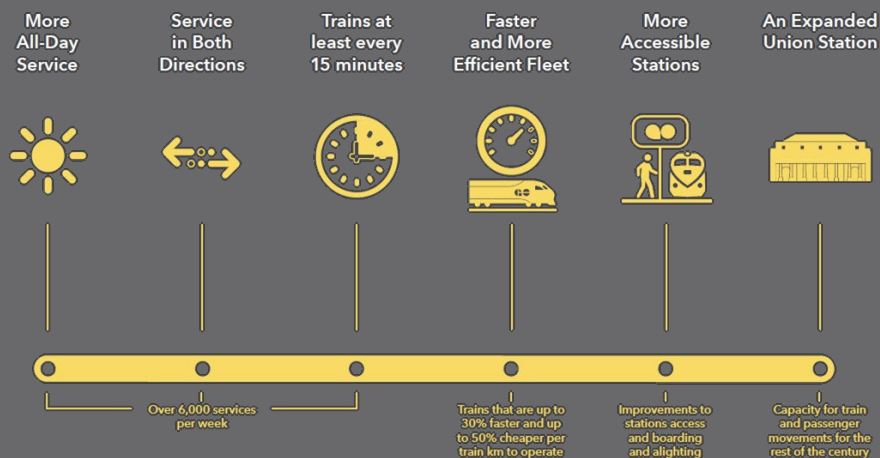 More
All-Day
Service
Service
in Both
Directions
Trains at
least every
15 minutes
Faster
and More
Efficient Fleet
More
Accessible
Stations
An Expanded
Union Station
GO
Over 6,000 services
per week
Trains that are up to
30% faster and up
to 50% cheaper per
train km to operate
Improvements to
stations access
and boarding
and alighting
Capacity for train
and passenger
movements for the
rest of the century